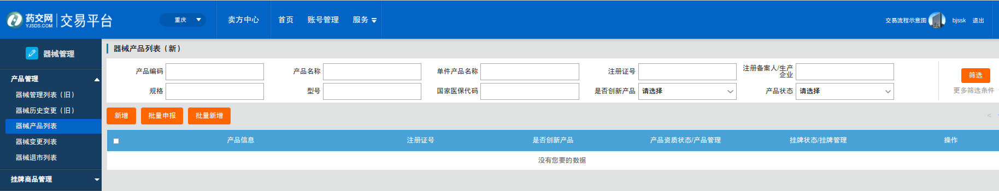 药交网
YJSDS.COM
交易平台
重庆
卖方中心
首页
账号管理
服务
交易流程示意图
bjssk
退出
器械管理
产品管理
器械管理列表（旧）
器械历史变更（旧）
器械产品列表
器械变更列表
器械退市列表
挂牌商品管理
器械产品列表（新）
产品编码
产品名称
单件产品名称
注册证号
注册备案人/生产
企业
筛选
规格
型号
国家医保代码
是否创新产品
请选择
产品状态
请选择
更多筛选条件
新增
批量申报
批量新增
<
产品信息
注册证号
是否创新产品
产品资质状态/产品管理
挂牌状态/挂牌管理
操作
没有您要的数据